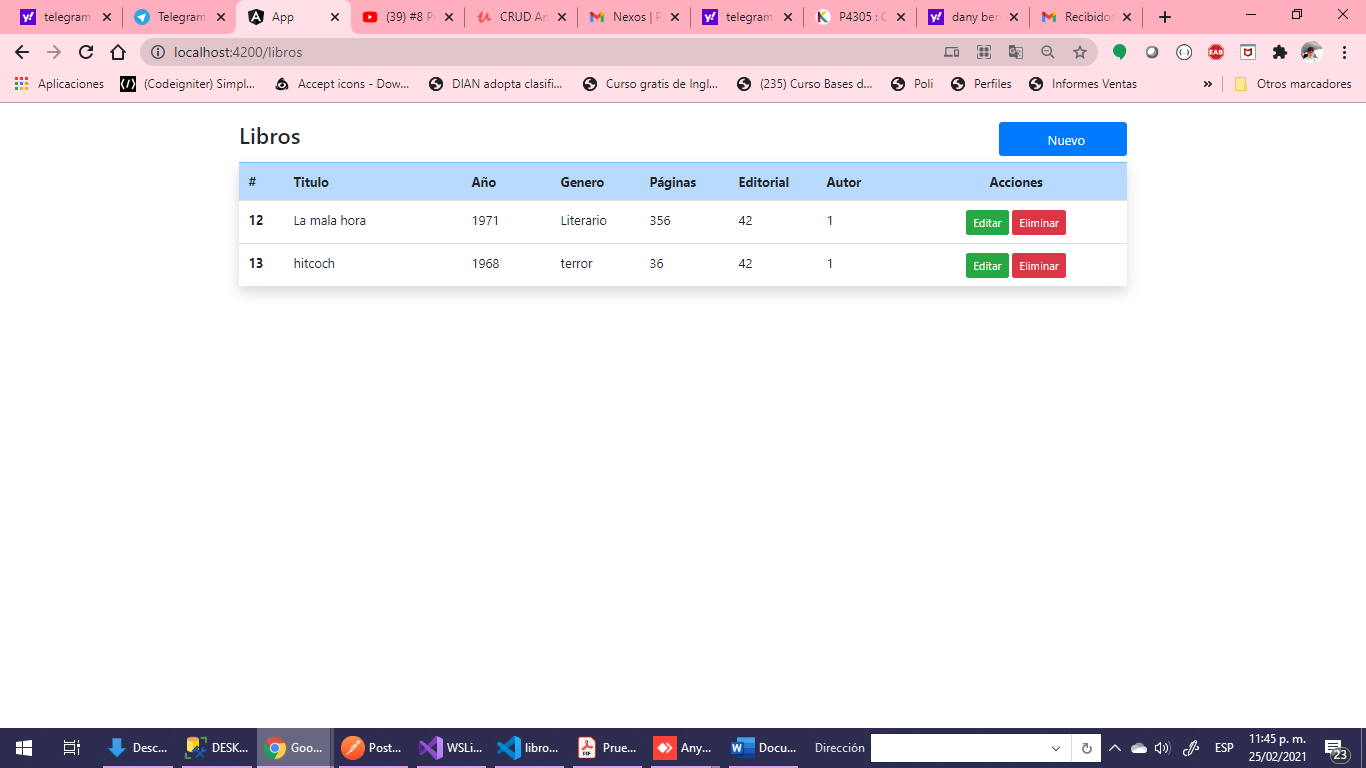 telegram Telegram App (39) #8 P CRUD An Nexos | P telegram P4305 : C dany ber Recibidos
localhost:4200/libros
Aplicaciones (Codeigniter) Simpl... Accept icons - Dow... DIAN adopta clasifi... Curso gratis de Ingl... (235) Curso Bases d... Poli Perfiles Informes Ventas » Otros marcadores
Libros Nuevo
# Titulo Año Genero Páginas Editorial Autor Acciones
12 La mala hora 1971 Literario 356 42 1 Editar Eliminar
13 hitcoch 1968 terror 36 42 1 Editar Eliminar
Desc... DESK... Goo... Post... WSLi... libro... Prue... Any... Docu... Dirección ESP 11:45 p. m.
25/02/2021 23